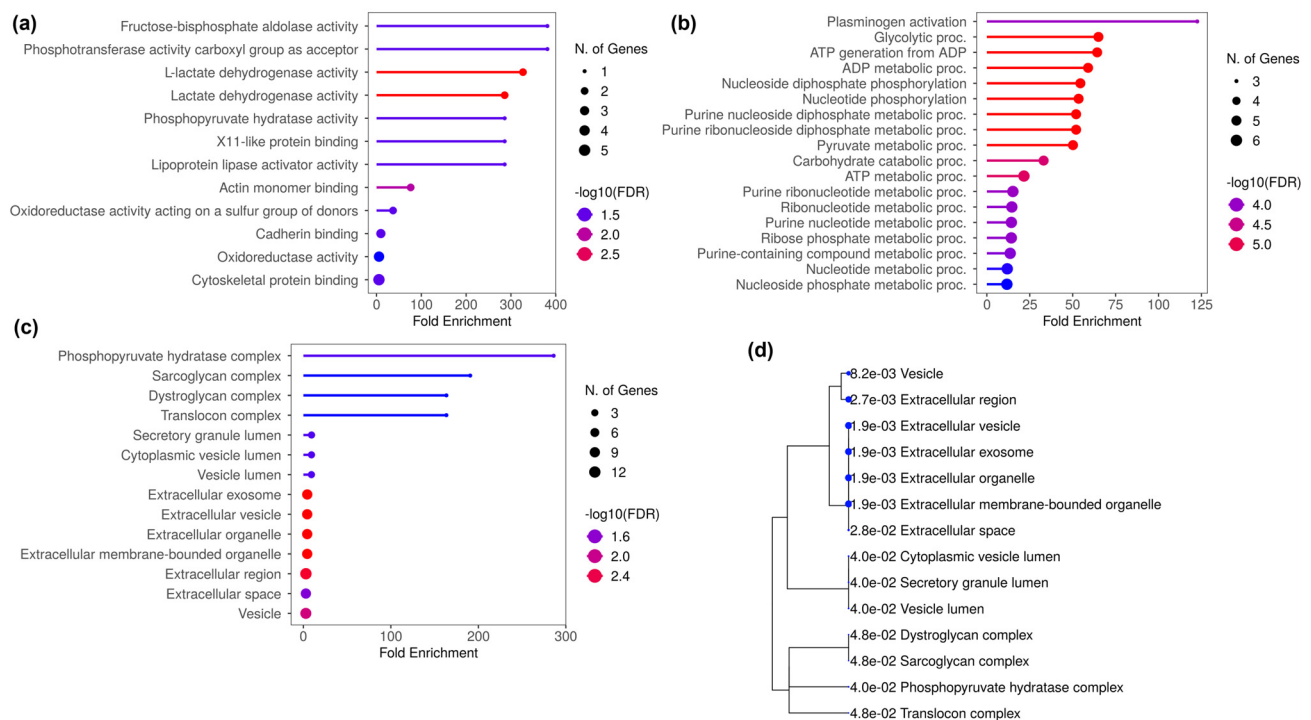 (a)
Fructose-bisphosphate aldolase activity
Phosphotransferase activity carboxyl group as acceptor
L-lactate dehydrogenase activity
Lactate dehydrogenase activity
Phosphopyruvate hydratase activity
X11-like protein binding
Lipoprotein lipase activator activity
Actin monomer binding
Oxidoreductase activity acting on a sulfur group of donors
Cadherin binding
Oxidoreductase activity
Cytoskeletal protein binding
0 100 200 300 400
Fold Enrichment
N. of Genes
1
2
3
4
5
-log10(FDR)
1.5
2.0
2.5
(b)
Plasminogen activation
Glycolytic proc.
ATP generation from ADP
ADP metabolic proc.
Nucleoside diphosphate phosphorylation
Nucleotide phosphorylation
Purine nucleoside diphosphate metabolic proc.
Purine ribonucleoside diphosphate metabolic proc.
Pyruvate metabolic proc.
Carbohydrate catabolic proc.
ATP metabolic proc.
Purine ribonucleotide metabolic proc.
Ribonucleotide metabolic proc.
Purine nucleotide metabolic proc.
Ribose phosphate metabolic proc.
Purine-containing compound metabolic proc.
Nucleotide metabolic proc.
Nucleoside phosphate metabolic proc.
0 25 50 75 100 125
Fold Enrichment
N. of Genes
3
4
5
6
-log10(FDR)
4.0
4.5
5.0
(c)
Phosphopyruvate hydratase complex
Sarcoglycan complex
Dystroglycan complex
Translocon complex
Secretory granule lumen
Cytoplasmic vesicle lumen
Vesicle lumen
Extracellular exosome
Extracellular vesicle
Extracellular organelle
Extracellular membrane-bounded organelle
Extracellular region
Extracellular space
Vesicle
0 100 200 300
Fold Enrichment
N. of Genes
3
6
9
12
-log10(FDR)
1.6
2.0
2.4
(d)
8.2e-03 Vesicle
2.7e-03 Extracellular region
1.9e-03 Extracellular vesicle
1.9e-03 Extracellular exosome
1.9e-03 Extracellular organelle
1.9e-03 Extracellular membrane-bounded organelle
2.8e-02 Extracellular space
4.0e-02 Cytoplasmic vesicle lumen
4.0e-02 Secretory granule lumen
4.0e-02 Vesicle lumen
4.8e-02 Dystroglycan complex
4.8e-02 Sarcoglycan complex
4.0e-02 Phosphopyruvate hydratase complex
4.8e-02 Translocon complex